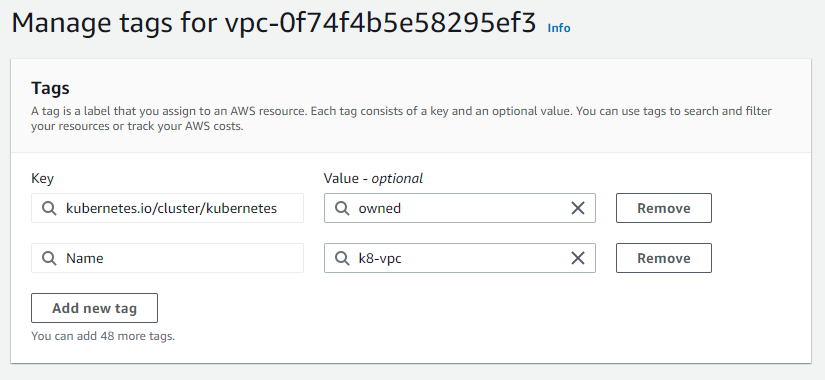 Manage tags for vpc-0f74f4b5e58295ef3 Info
Tags
A tag is a label that you assign to an AWS resource. Each tag consists of a key and an optional value. You can use tags to search and filter
your resources or track your AWS costs.
Key Value - optional
kubernetes.io/cluster/kubernetes owned Remove
Name k8-vpc Remove
Add new tag
You can add 48 more tags.